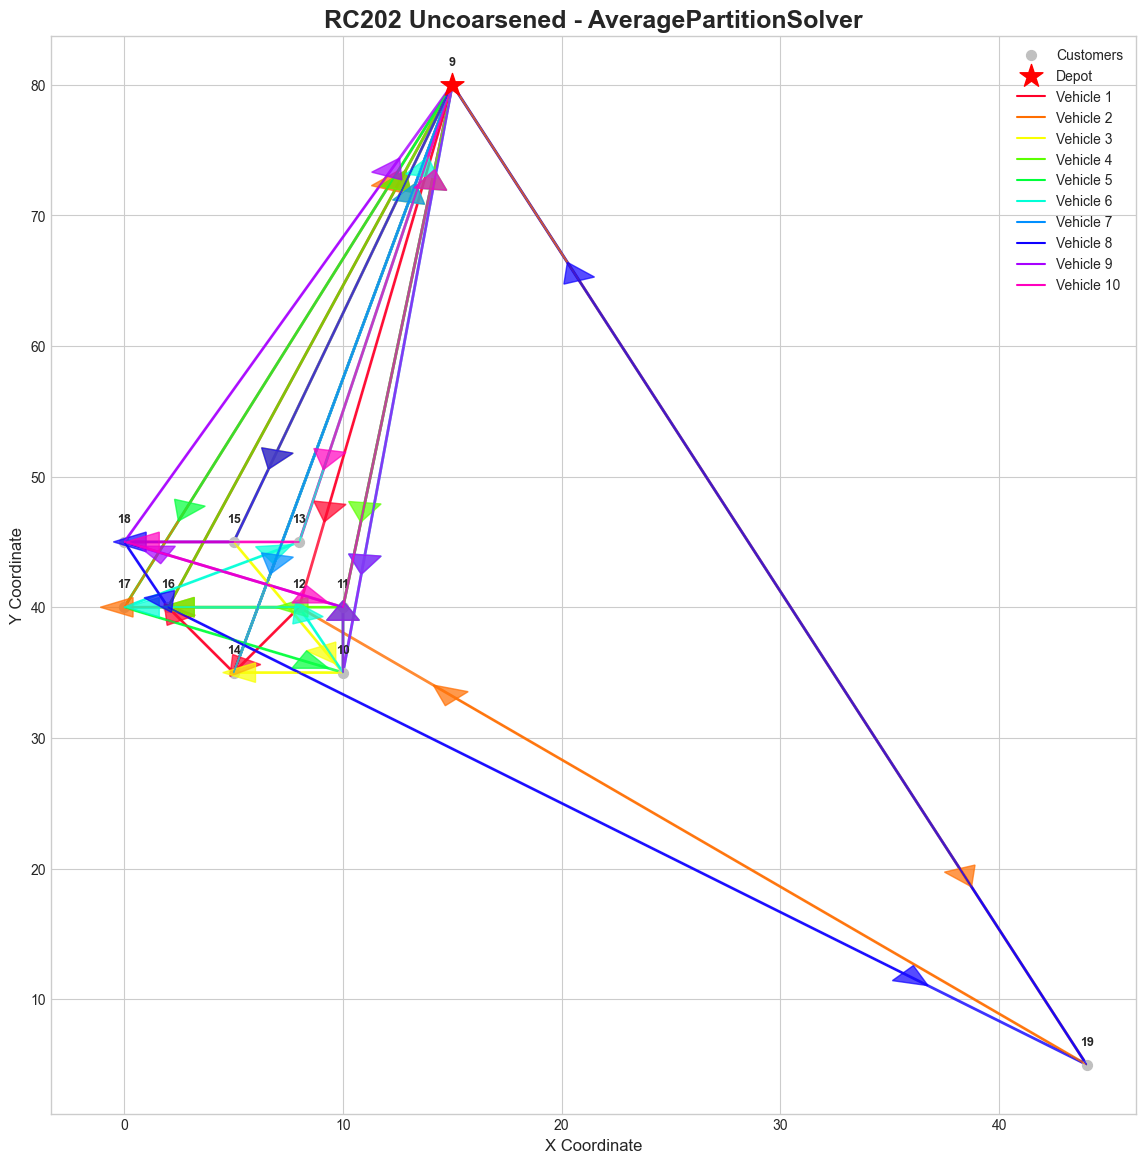 RC202 Uncoarsened - AveragePartitionSolver
9
Customers
Depot
Vehicle 1
Vehicle 2
Vehicle 3
Vehicle 4
Vehicle 5
Vehicle 6
Vehicle 7
Vehicle 8
Vehicle 9
Vehicle 10
80
70
60
50
40
30
20
10
Y Coordinate
18 15 13
17 16 12 11
14 10
19
0 10 20 30 40
X Coordinate